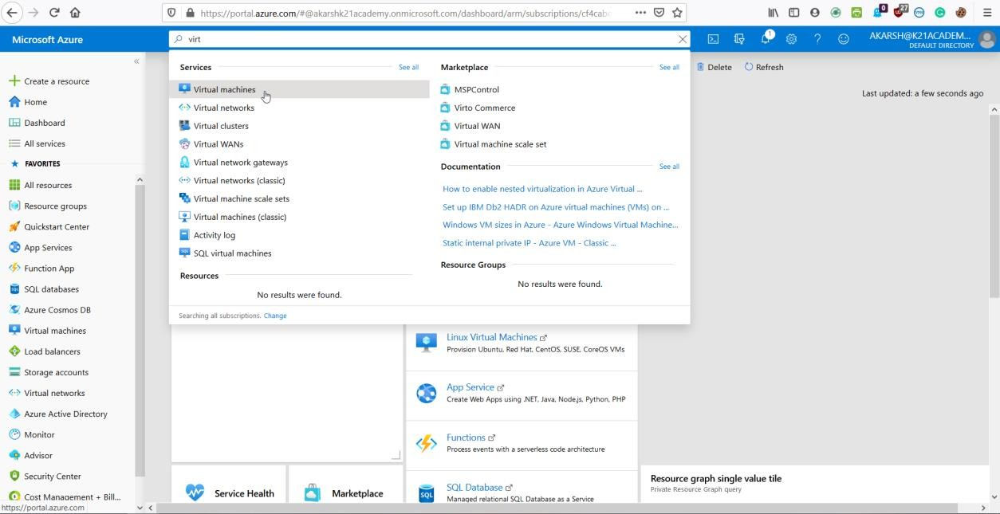 https://portal.azure.com/#@akarshk21academy.onmicrosoft.com/dashboard/arm/subscriptions/cf4cab
0
27
Microsoft Azure
virt
1
AKARSH@K21ACADEM...
DEFAULT DIRECTORY
Create a resource
Home
Dashboard
All services
FAVORITES
All resources
Resource groups
Quickstart Center
App Services
Function App
SQL databases
Azure Cosmos DB
Virtual machines
Load balancers
Storage accounts
Virtual networks
Azure Active Directory
Monitor
Advisor
Security Center
Cost Management + Bill...
https://portal.azure.com
Services
See all
Virtual machines
Virtual networks
Virtual clusters
Virtual WANs
Virtual network gateways
Virtual networks (classic)
Virtual machine scale sets
Virtual machines (classic)
Activity log
SQL virtual machines
Resources
No results were found.
Searching all subscriptions. Change
Marketplace
See all
MSPControl
Virto Commerce
Virtual WAN
Virtual machine scale set
Documentation
See all
How to enable nested virtualization in Azure Virtual ...
Set up IBM Db2 HADR on Azure virtual machines (VMs) on ...
Windows VM sizes in Azure - Azure Windows Virtual Machine...
Static internal private IP - Azure VM - Classic ...
Resource Groups
No results were found.
Delete
Refresh
Last updated: a few seconds ago
Linux Virtual Machines
Provision Ubuntu, Red Hat, CentOS, SUSE, CoreOS VMs
App Service
Create Web Apps using .NET, Java, Node.js, Python, PHP
Functions
Process events with a serverless code architecture
SQL Database
Managed relational SQL Database as a Service
Service Health
Marketplace
Resource graph single value tile
Private Resource Graph query